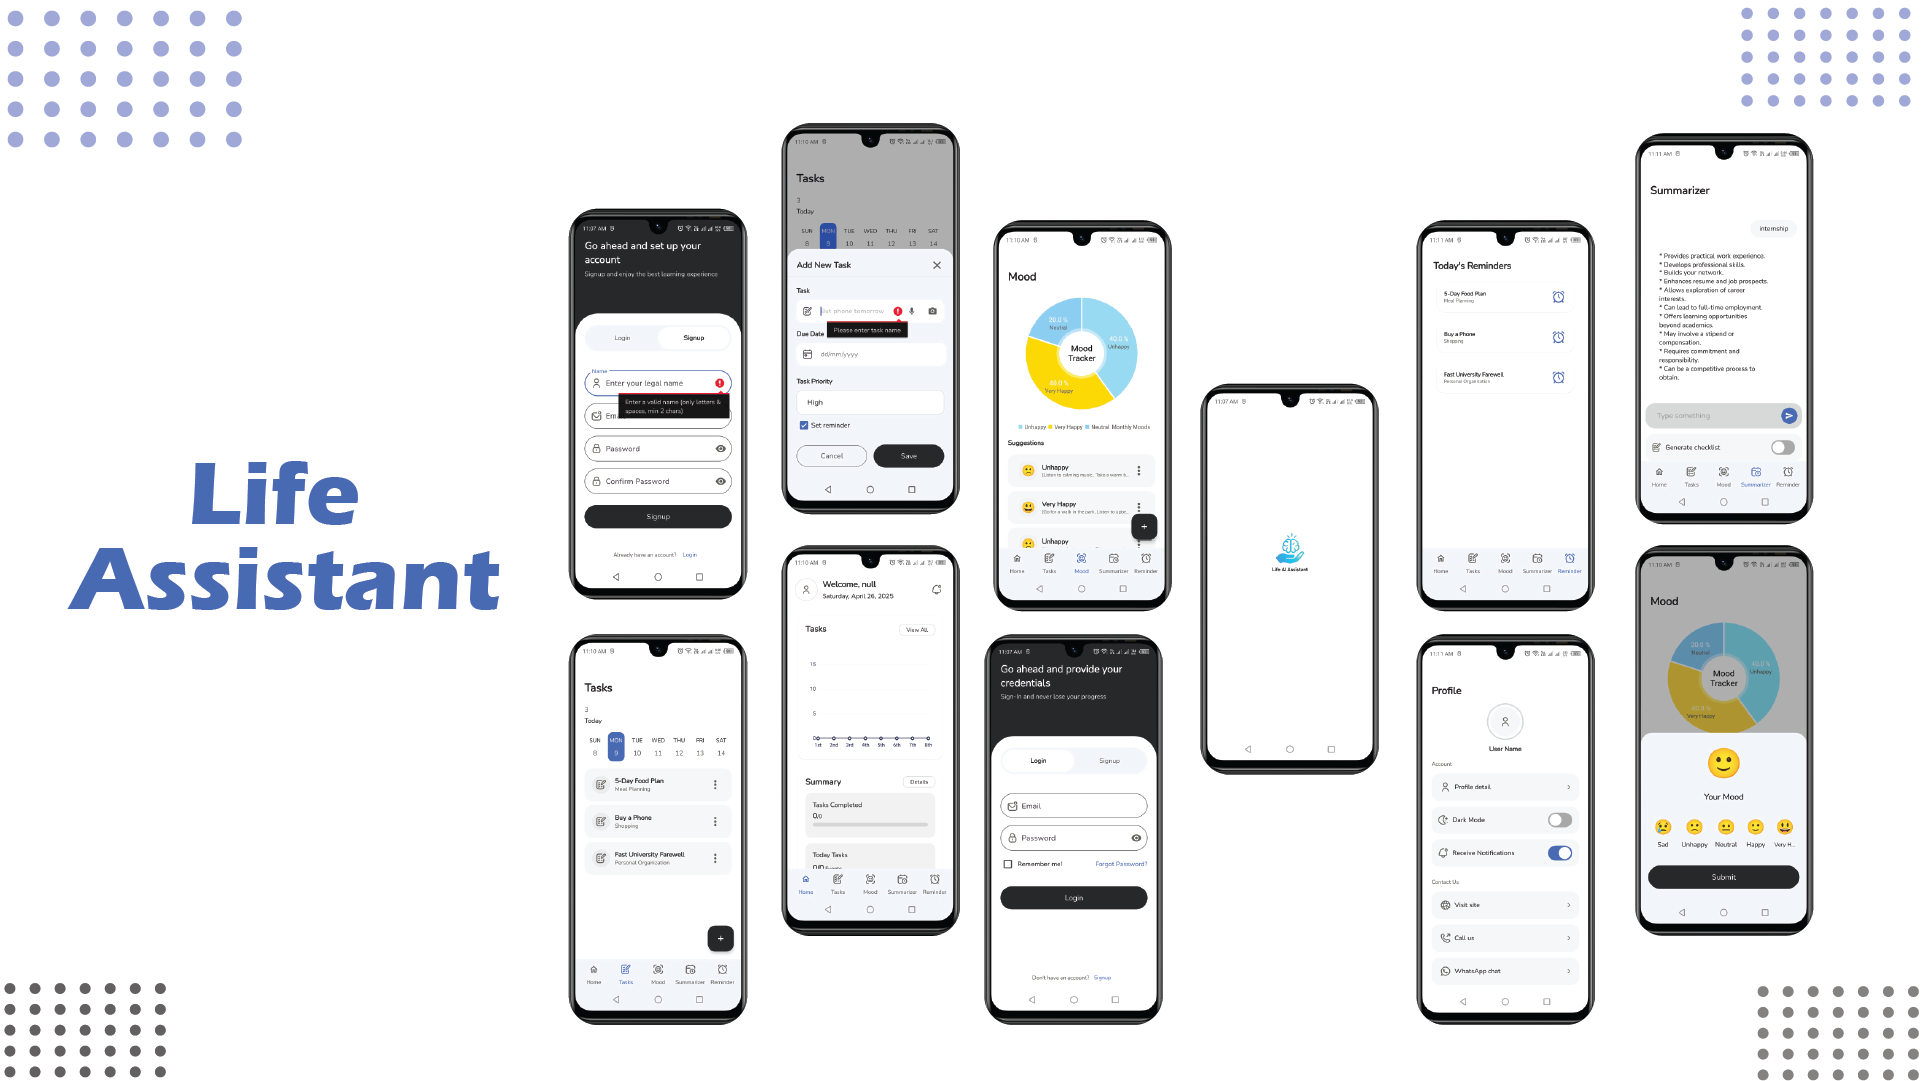 Life
Assistant
11:07 AM
Go ahead and set up your
account
Signup and enjoy the best learning experience
Login Signup
Name
Enter your legal name
Enter a valid name (only letters &
spaces, min 2 chars)
Password
Confirm Password
Signup
Already have an account? Login
11:10 AM
Tasks
3
Today
SUN MON TUE WED THU FRI SAT
8 9 10 11 12 13 14
5-Day Food Plan
Meal Planning
Buy a Phone
Shopping
Fast University Farewell
Personal Organization
+
Home Tasks Mood Summarizer Reminder
11:10 AM
Tasks
3
Today
SUN MON TUE WED THU FRI SAT
8 9 10 11 12 13 14
Add New Task
Task
phone tomorrow
Please enter task name
Due Date
dd/mm/yyyy
Task Priority
High
Set reminder
Cancel Save
11:10 AM
Welcome, null
Saturday, April 26, 2025
Tasks View All
15
10
5
0
1st 2nd 3rd 4th 5th 6th 7th 8th
Summary Details
Tasks Completed
0/0
Today Tasks
Home Tasks Mood Summarizer Reminder
11:10 AM
Mood
20.0 %
Neutral
40.0 %
Unhappy
Mood
Tracker
Very Happy
Unhappy Very Happy Neutral Monthly Moods
Suggestions
Unhappy
(Listen to calming music, Take a warm b...
Very Happy
(Go for a walk in the park, Listen to upbe...
Unhappy
+
Home Tasks Mood Summarizer Reminder
11:07 AM
Go ahead and provide your
credentials
Sign-in and never lose your progress
Login Signup
Email
Password
Remember me! Forgot Password?
Login
Don't have an account? Signup
11:07 AM
Life AI Assistant
11:11 AM
Today's Reminders
5-Day Food Plan
Meal Planning
Buy a Phone
Shopping
Fast University Farewell
Personal Organization
Home Tasks Mood Summarizer Reminder
11:11 AM
Profile
User Name
Account
Profile detail
Dark Mode
Receive Notifications
Contact Us
Visit site
Call us
WhatsApp chat
11:11 AM
Summarizer
internship
* Provides practical work experience.
* Develops professional skills.
* Builds your network.
* Enhances resume and job prospects.
* Allows exploration of career
interests.
* Can lead to full-time employment.
* Offers learning opportunities
beyond academics.
* May involve a stipend or
compensation.
* Requires commitment and
responsibility.
* Can be a competitive process to
obtain.
Type something
Generate checklist
Home Tasks Mood Summarizer Reminder
11:10 AM
Mood
20.0 %
Neutral
40.0 %
Unhappy
Mood
Tracker
Very Happy
Your Mood
Sad Unhappy Neutral Happy Very H...
Submit